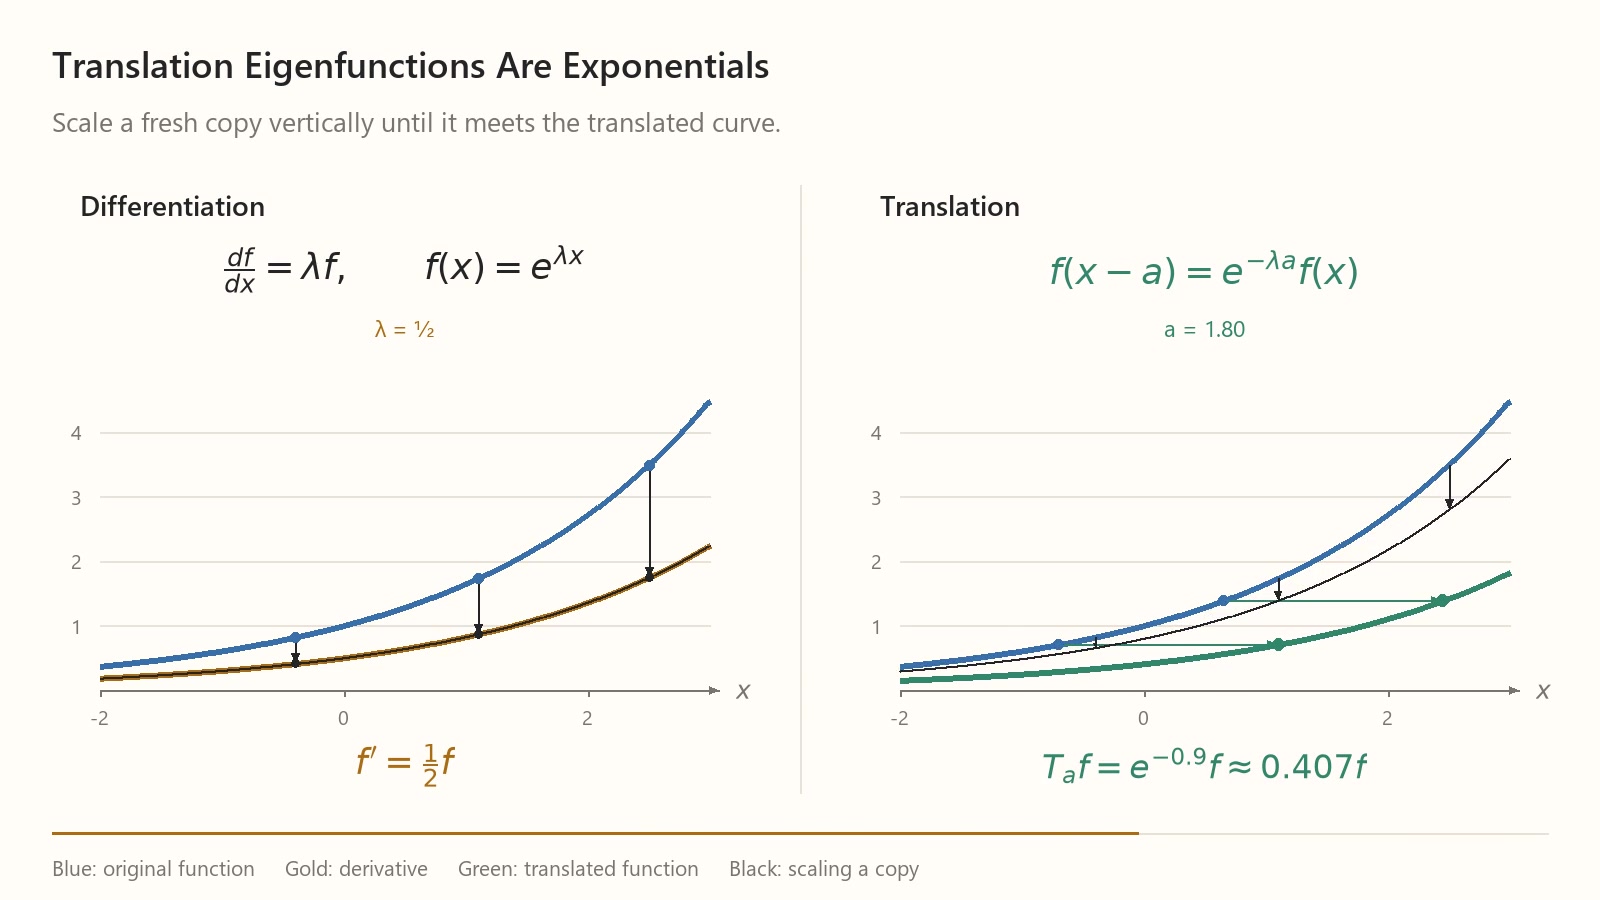 Translation Eigenfunctions Are Exponentials
Scale a fresh copy vertically until it meets the translated curve.
Differentiation
df/dx = λf, f(x) = e^{λx}
λ = ½
4
3
2
1
-2 0 2 x
f′ = 1/2 f
Translation
f(x − a) = e^{−λa}f(x)
a = 1.80
4
3
2
1
-2 0 2 x
T_a f = e^{−0.9}f ≈ 0.407f
Blue: original function Gold: derivative Green: translated function Black: scaling a copy